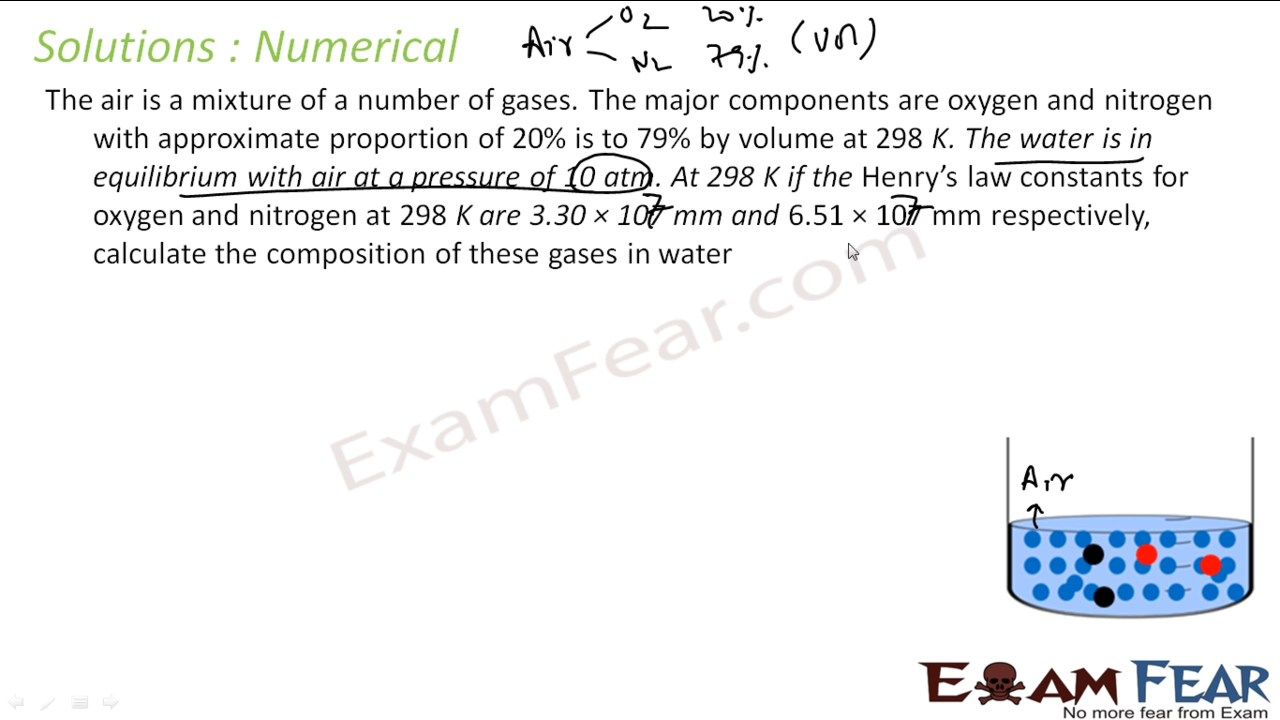 Solutions : Numerical
Air O2 20%. (Vol)
N2 79%.
The air is a mixture of a number of gases. The major components are oxygen and nitrogen
with approximate proportion of 20% is to 79% by volume at 298 K. The water is in
equilibrium with air at a pressure of 10 atm. At 298 K if the Henry's law constants for
oxygen and nitrogen at 298 K are 3.30 × 107 mm and 6.51 × 107 mm respectively,
calculate the composition of these gases in water
ExamFear.com
Air
EXAM FEAR
No more fear from Exam